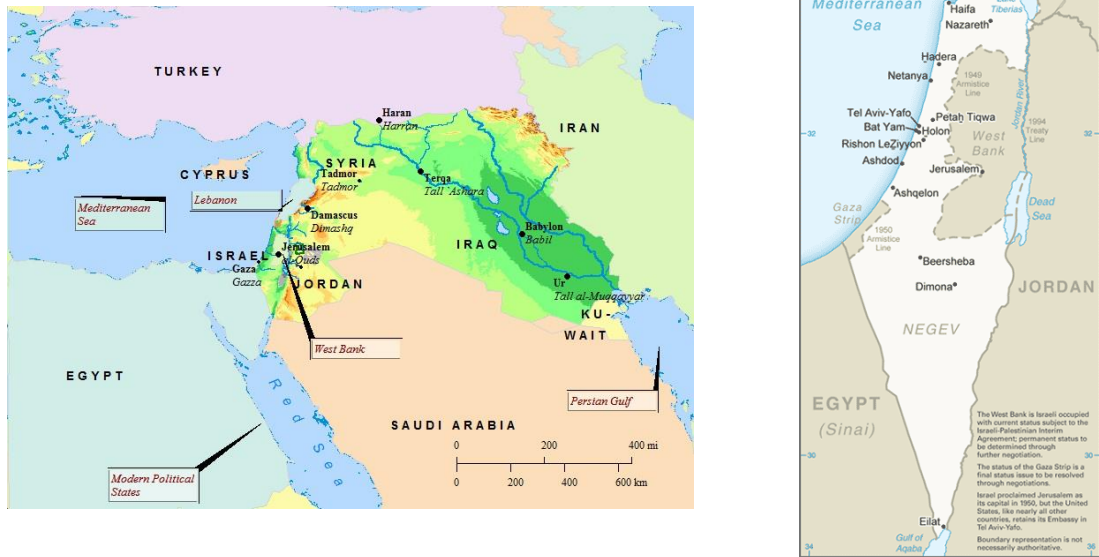 TURKEY
Haran
Harran
IRAN
CYPRUS
SYRIA
Tadmor
Tadmor
Terqa
Tall `Ashara
Mediterranean
Sea
Lebanon
Damascus
Dimashq
Babylon
Babil
IRAQ
ISRAEL
Jerusalem
al-Quds
Gaza
Gazza
JORDAN
Ur
Tall al-Muqqayyar
KU-
WAIT
West Bank
EGYPT
Red Sea
Persian Gulf
SAUDI ARABIA
0 200 400 mi
0 200 400 600 km
Modern Political
States
Mediterranean
Sea
Haifa
Tiberias
Nazareth
Hadera
Netanya
1949
Armistice
Line
Jordan River
Tel Aviv-Yafo
Petah Tiqwa
1994
Treaty
Line
32
Bat Yam
Holon
32
West
Bank
Rishon LeZiyyon
Ashdod
Jerusalem
Ashqelon
Gaza
Strip
Dead
Sea
1950
Armistice
Line
Beersheba
Dimona
JORDAN
NEGEV
EGYPT
(Sinai)
The West Bank is Israeli occupied
with current status subject to the
Israeli-Palestinian Interim
Agreement; permanent status to
be determined through
further negotiation.
30
30
The status of the Gaza Strip is a
final status issue to be resolved
through negotiations.
Israel proclaimed Jerusalem as
its capital in 1950, but the United
States, like nearly all other
countries, retains its Embassy in
Tel Aviv-Yafo.
Boundary representation is not
necessarily authoritative.
Eilat
Gulf of
Aqaba
34
36